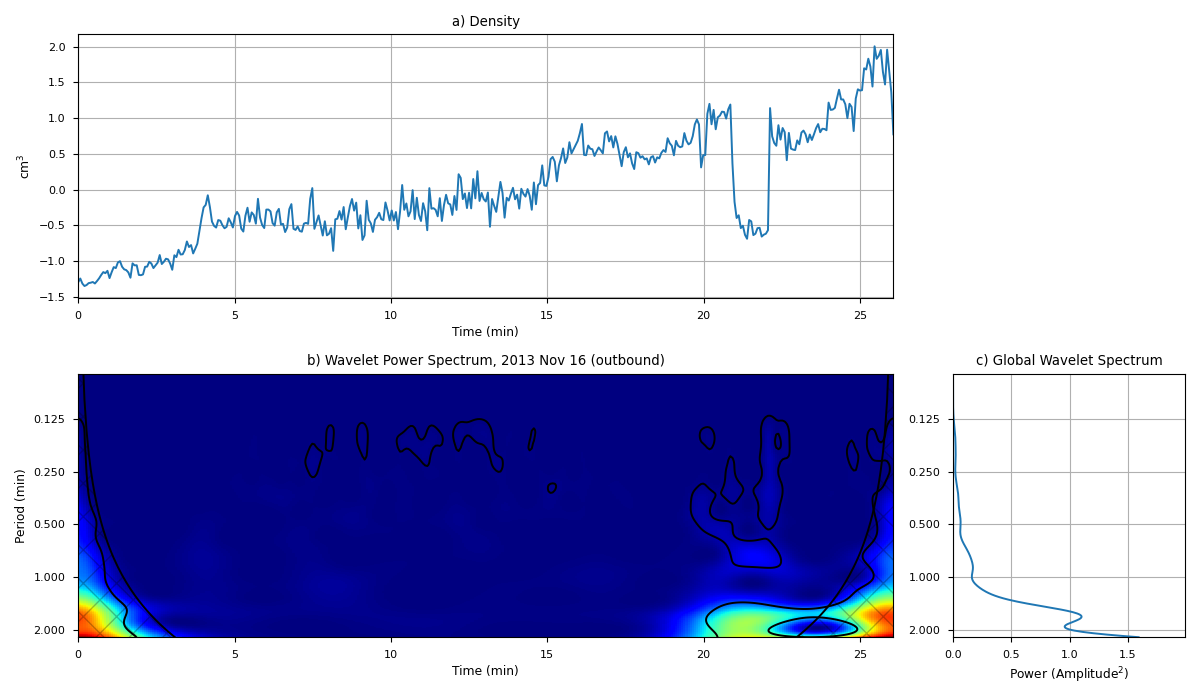 a) Density
cm³
2.0
1.5
1.0
0.5
0.0
−0.5
−1.0
−1.5
0 5 10 15 20 25
Time (min)
b) Wavelet Power Spectrum, 2013 Nov 16 (outbound)
Period (min)
0.125
0.250
0.500
1.000
2.000
0 5 10 15 20 25
Time (min)
c) Global Wavelet Spectrum
0.125
0.250
0.500
1.000
2.000
0.0 0.5 1.0 1.5
Power (Amplitude²)